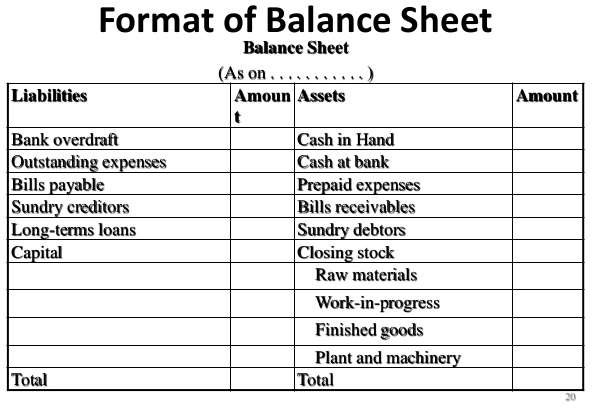 Format of Balance Sheet
Balance Sheet
(As on . . . . . . . . . . . )
Liabilities Amoun Assets Amount
t
Bank overdraft Cash in Hand
Outstanding expenses Cash at bank
Bills payable Prepaid expenses
Sundry creditors Bills receivables
Long-terms loans Sundry debtors
Capital Closing stock
Raw materials
Work-in-progress
Finished goods
Plant and machinery
Total Total
20